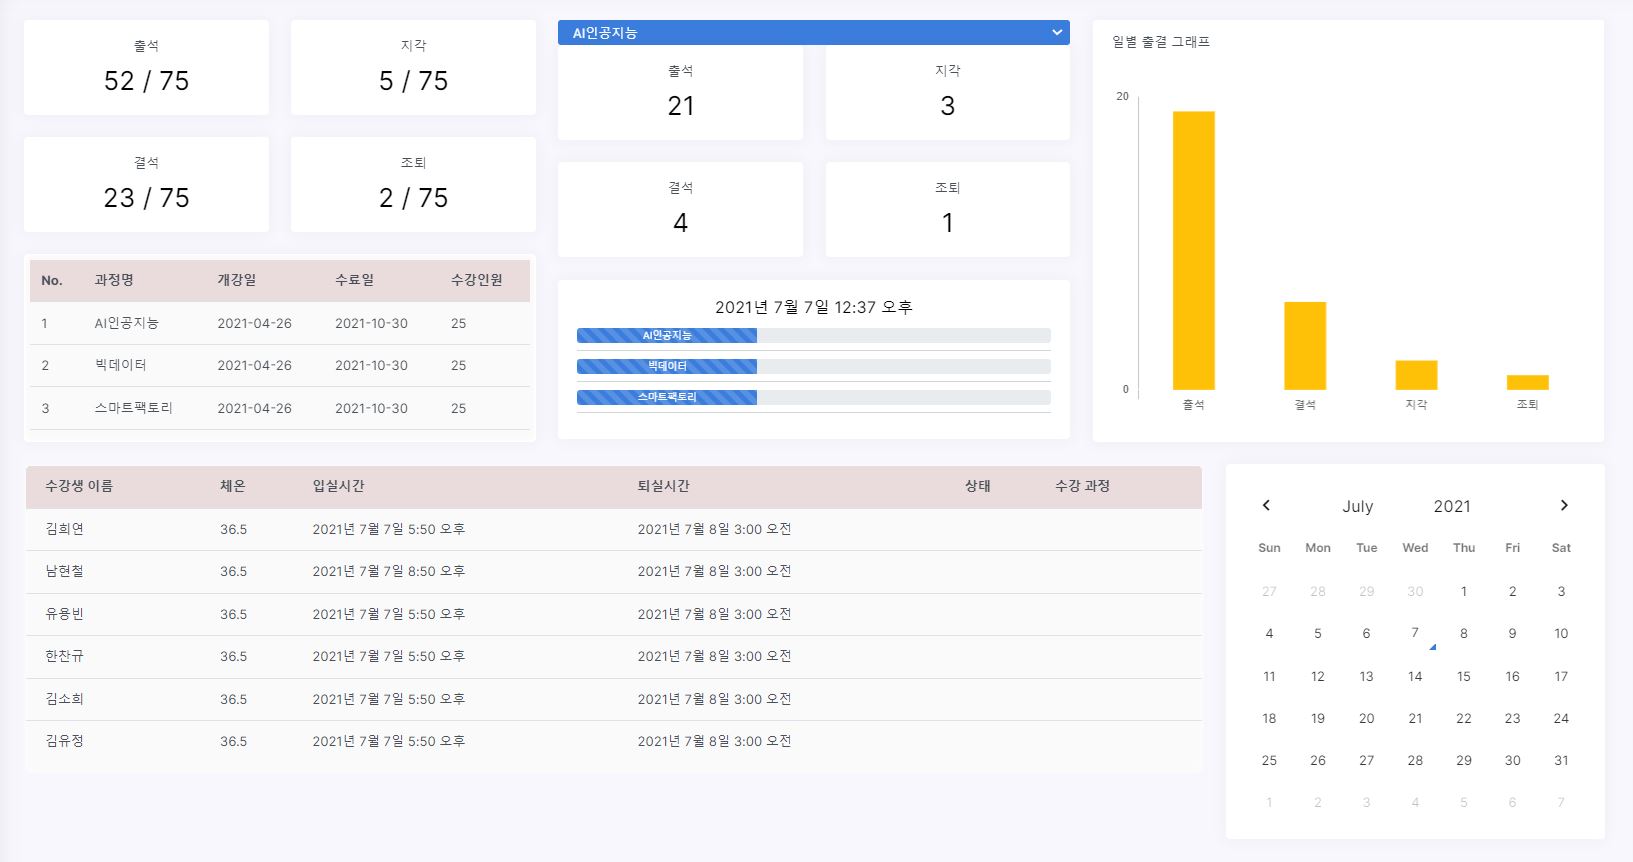 출석
52 / 75
지각
5 / 75
결석
23 / 75
조퇴
2 / 75
No. 과정명 개강일 수료일 수강인원
1 AI인공지능 2021-04-26 2021-10-30 25
2 빅데이터 2021-04-26 2021-10-30 25
3 스마트팩토리 2021-04-26 2021-10-30 25
AI인공지능
출석
21
지각
3
결석
4
조퇴
1
2021년 7월 7일 12:37 오후
AI인공지능
빅데이터
스마트팩토리
일별 출결 그래프
20
0
출석 결석 지각 조퇴
수강생 이름 체온 입실시간 퇴실시간 상태 수강 과정
김희연 36.5 2021년 7월 7일 5:50 오후 2021년 7월 8일 3:00 오전
남현철 36.5 2021년 7월 7일 8:50 오후 2021년 7월 8일 3:00 오전
유용빈 36.5 2021년 7월 7일 5:50 오후 2021년 7월 8일 3:00 오전
한찬규 36.5 2021년 7월 7일 5:50 오후 2021년 7월 8일 3:00 오전
김소희 36.5 2021년 7월 7일 5:50 오후 2021년 7월 8일 3:00 오전
김유정 36.5 2021년 7월 7일 5:50 오후 2021년 7월 8일 3:00 오전
July 2021
Sun Mon Tue Wed Thu Fri Sat
27 28 29 30 1 2 3
4 5 6 7 8 9 10
11 12 13 14 15 16 17
18 19 20 21 22 23 24
25 26 27 28 29 30 31
1 2 3 4 5 6 7